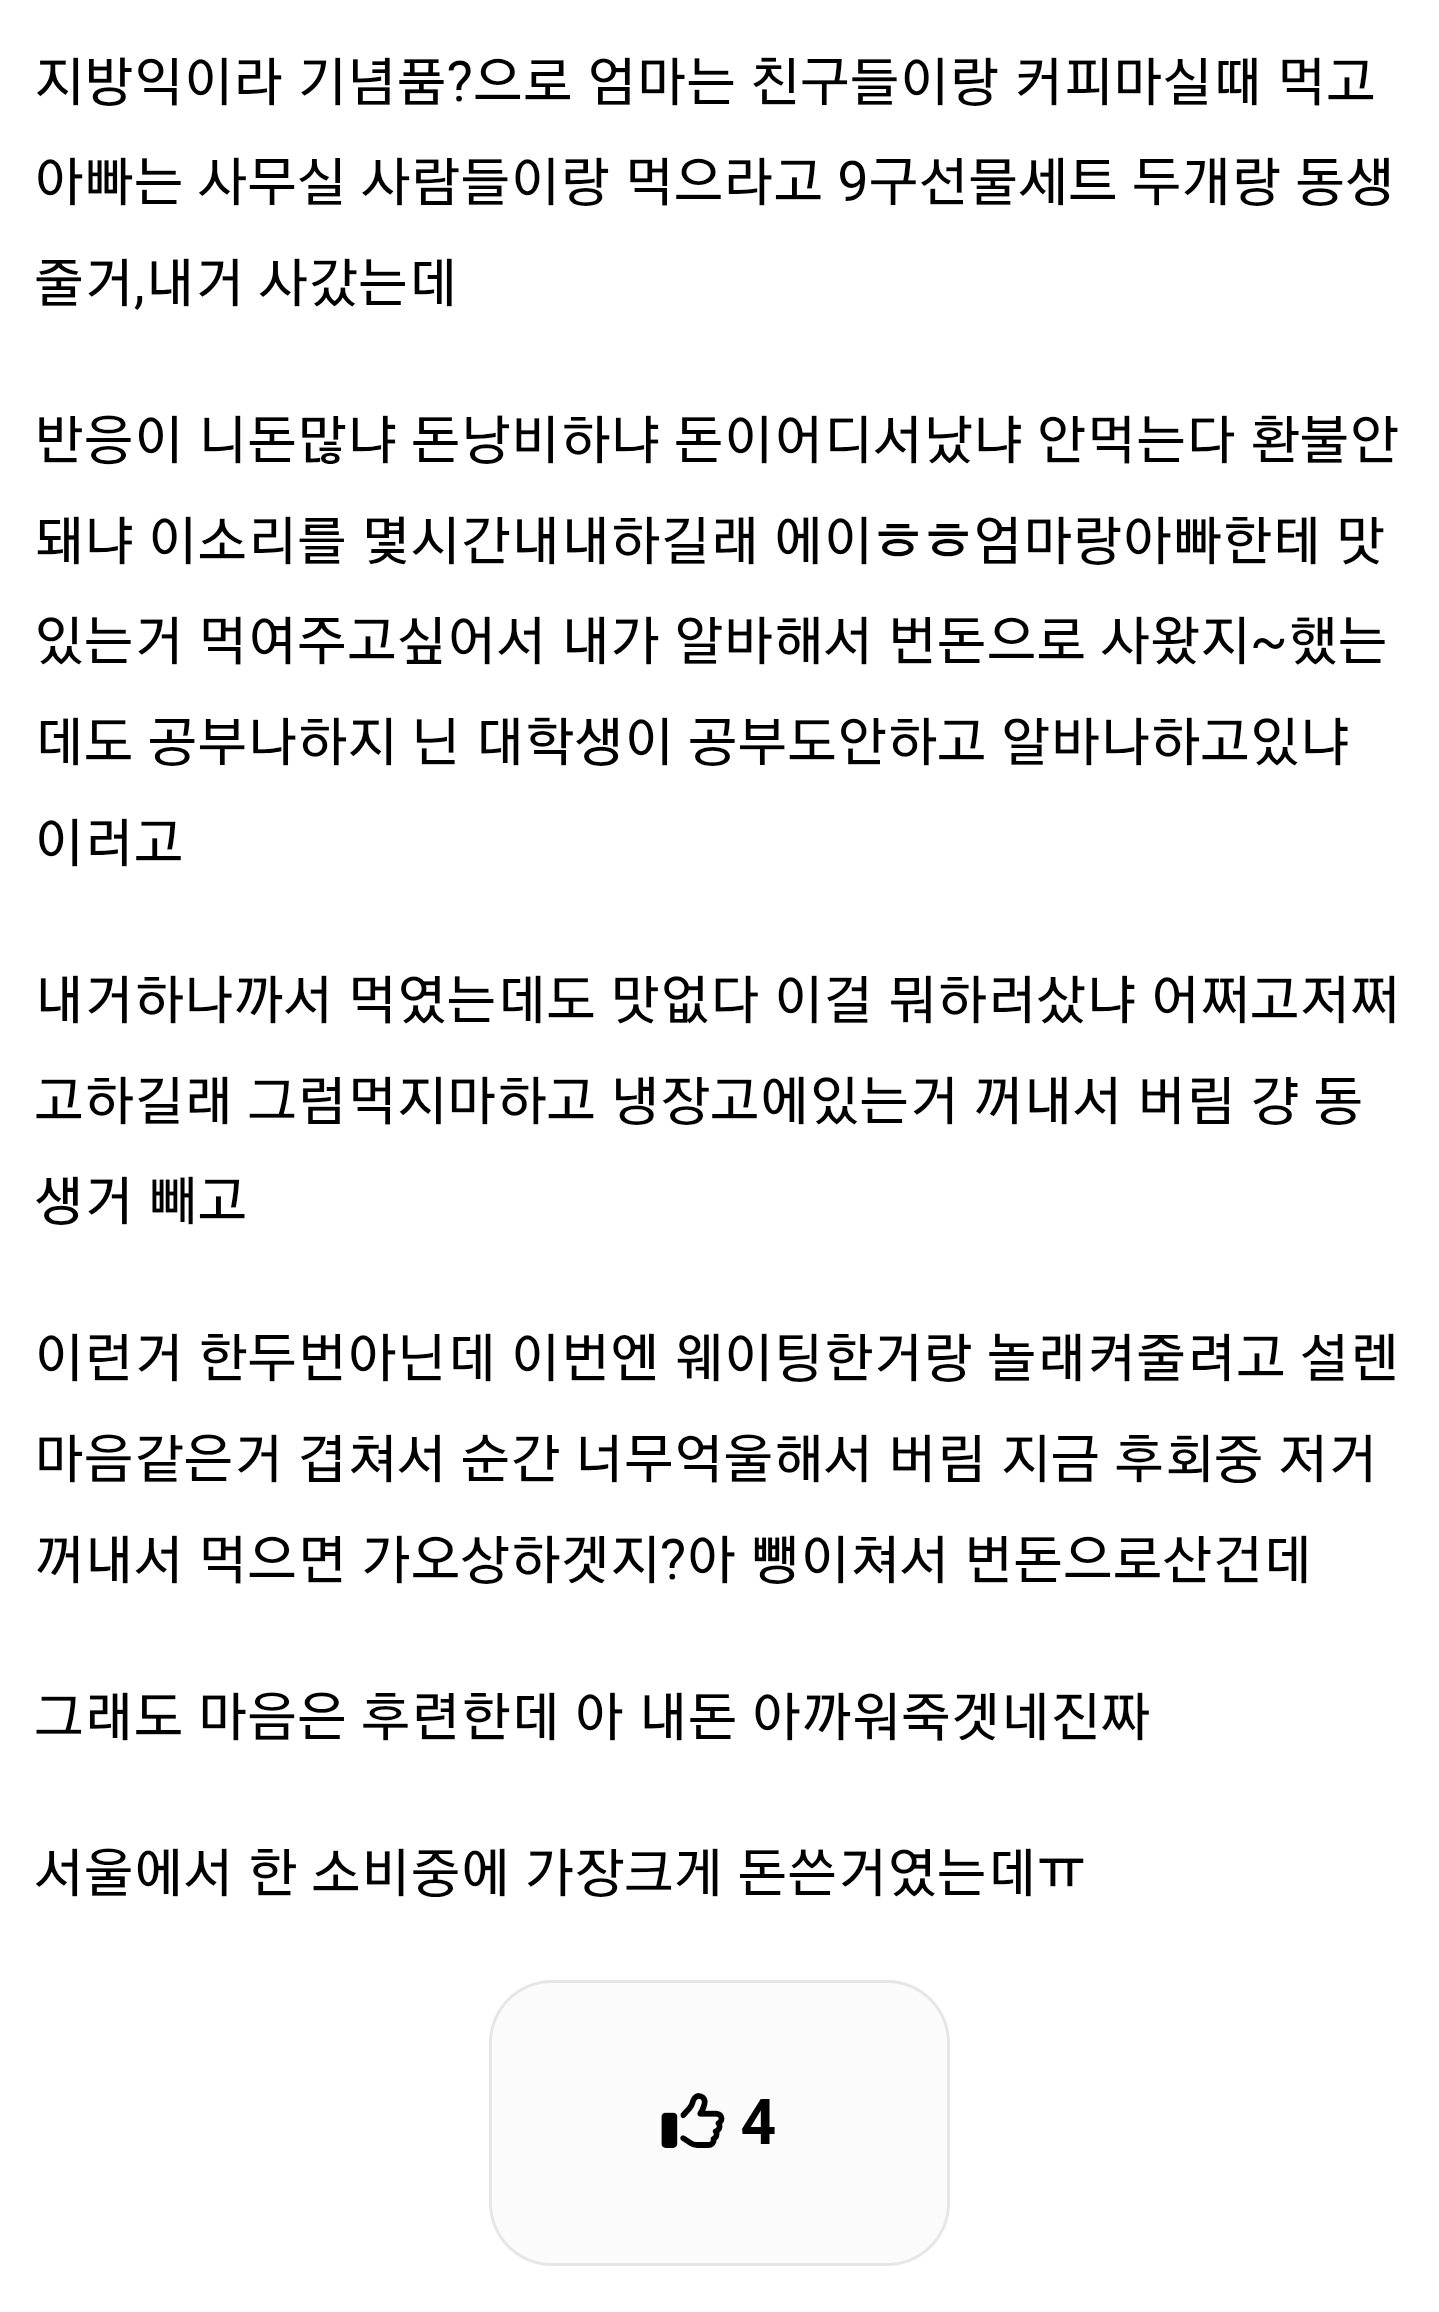 지방익이라 기념품?으로 엄마는 친구들이랑 커피마실때 먹고
아빠는 사무실 사람들이랑 먹으라고 9구선물세트 두개랑 동생
줄거,내거 사갔는데
반응이 니돈많냐 돈낭비하냐 돈이어디서났냐 안먹는다 환불안
돼냐 이소리를 몇시간내내하길래 에이ㅎㅎ엄마랑아빠한테 맛
있는거 먹여주고싶어서 내가 알바해서 번돈으로 사왔지~했는
데도 공부나하지 닌 대학생이 공부도안하고 알바나하고있냐
이러고
내거하나까서 먹였는데도 맛없다 이걸 뭐하러샀냐 어쩌고저쩌
고하길래 그럼먹지마하고 냉장고에있는거 꺼내서 버림 걍 동
생거 빼고
이런거 한두번아닌데 이번엔 웨이팅한거랑 놀래켜줄려고 설렌
마음같은거 겹쳐서 순간 너무억울해서 버림 지금 후회중 저거
꺼내서 먹으면 가오상하겟지?아 뺑이쳐서 번돈으로산건데
그래도 마음은 후련한데 아 내돈 아까워죽겟네진짜
서울에서 한 소비중에 가장크게 돈쓴거였는데ㅠ
4